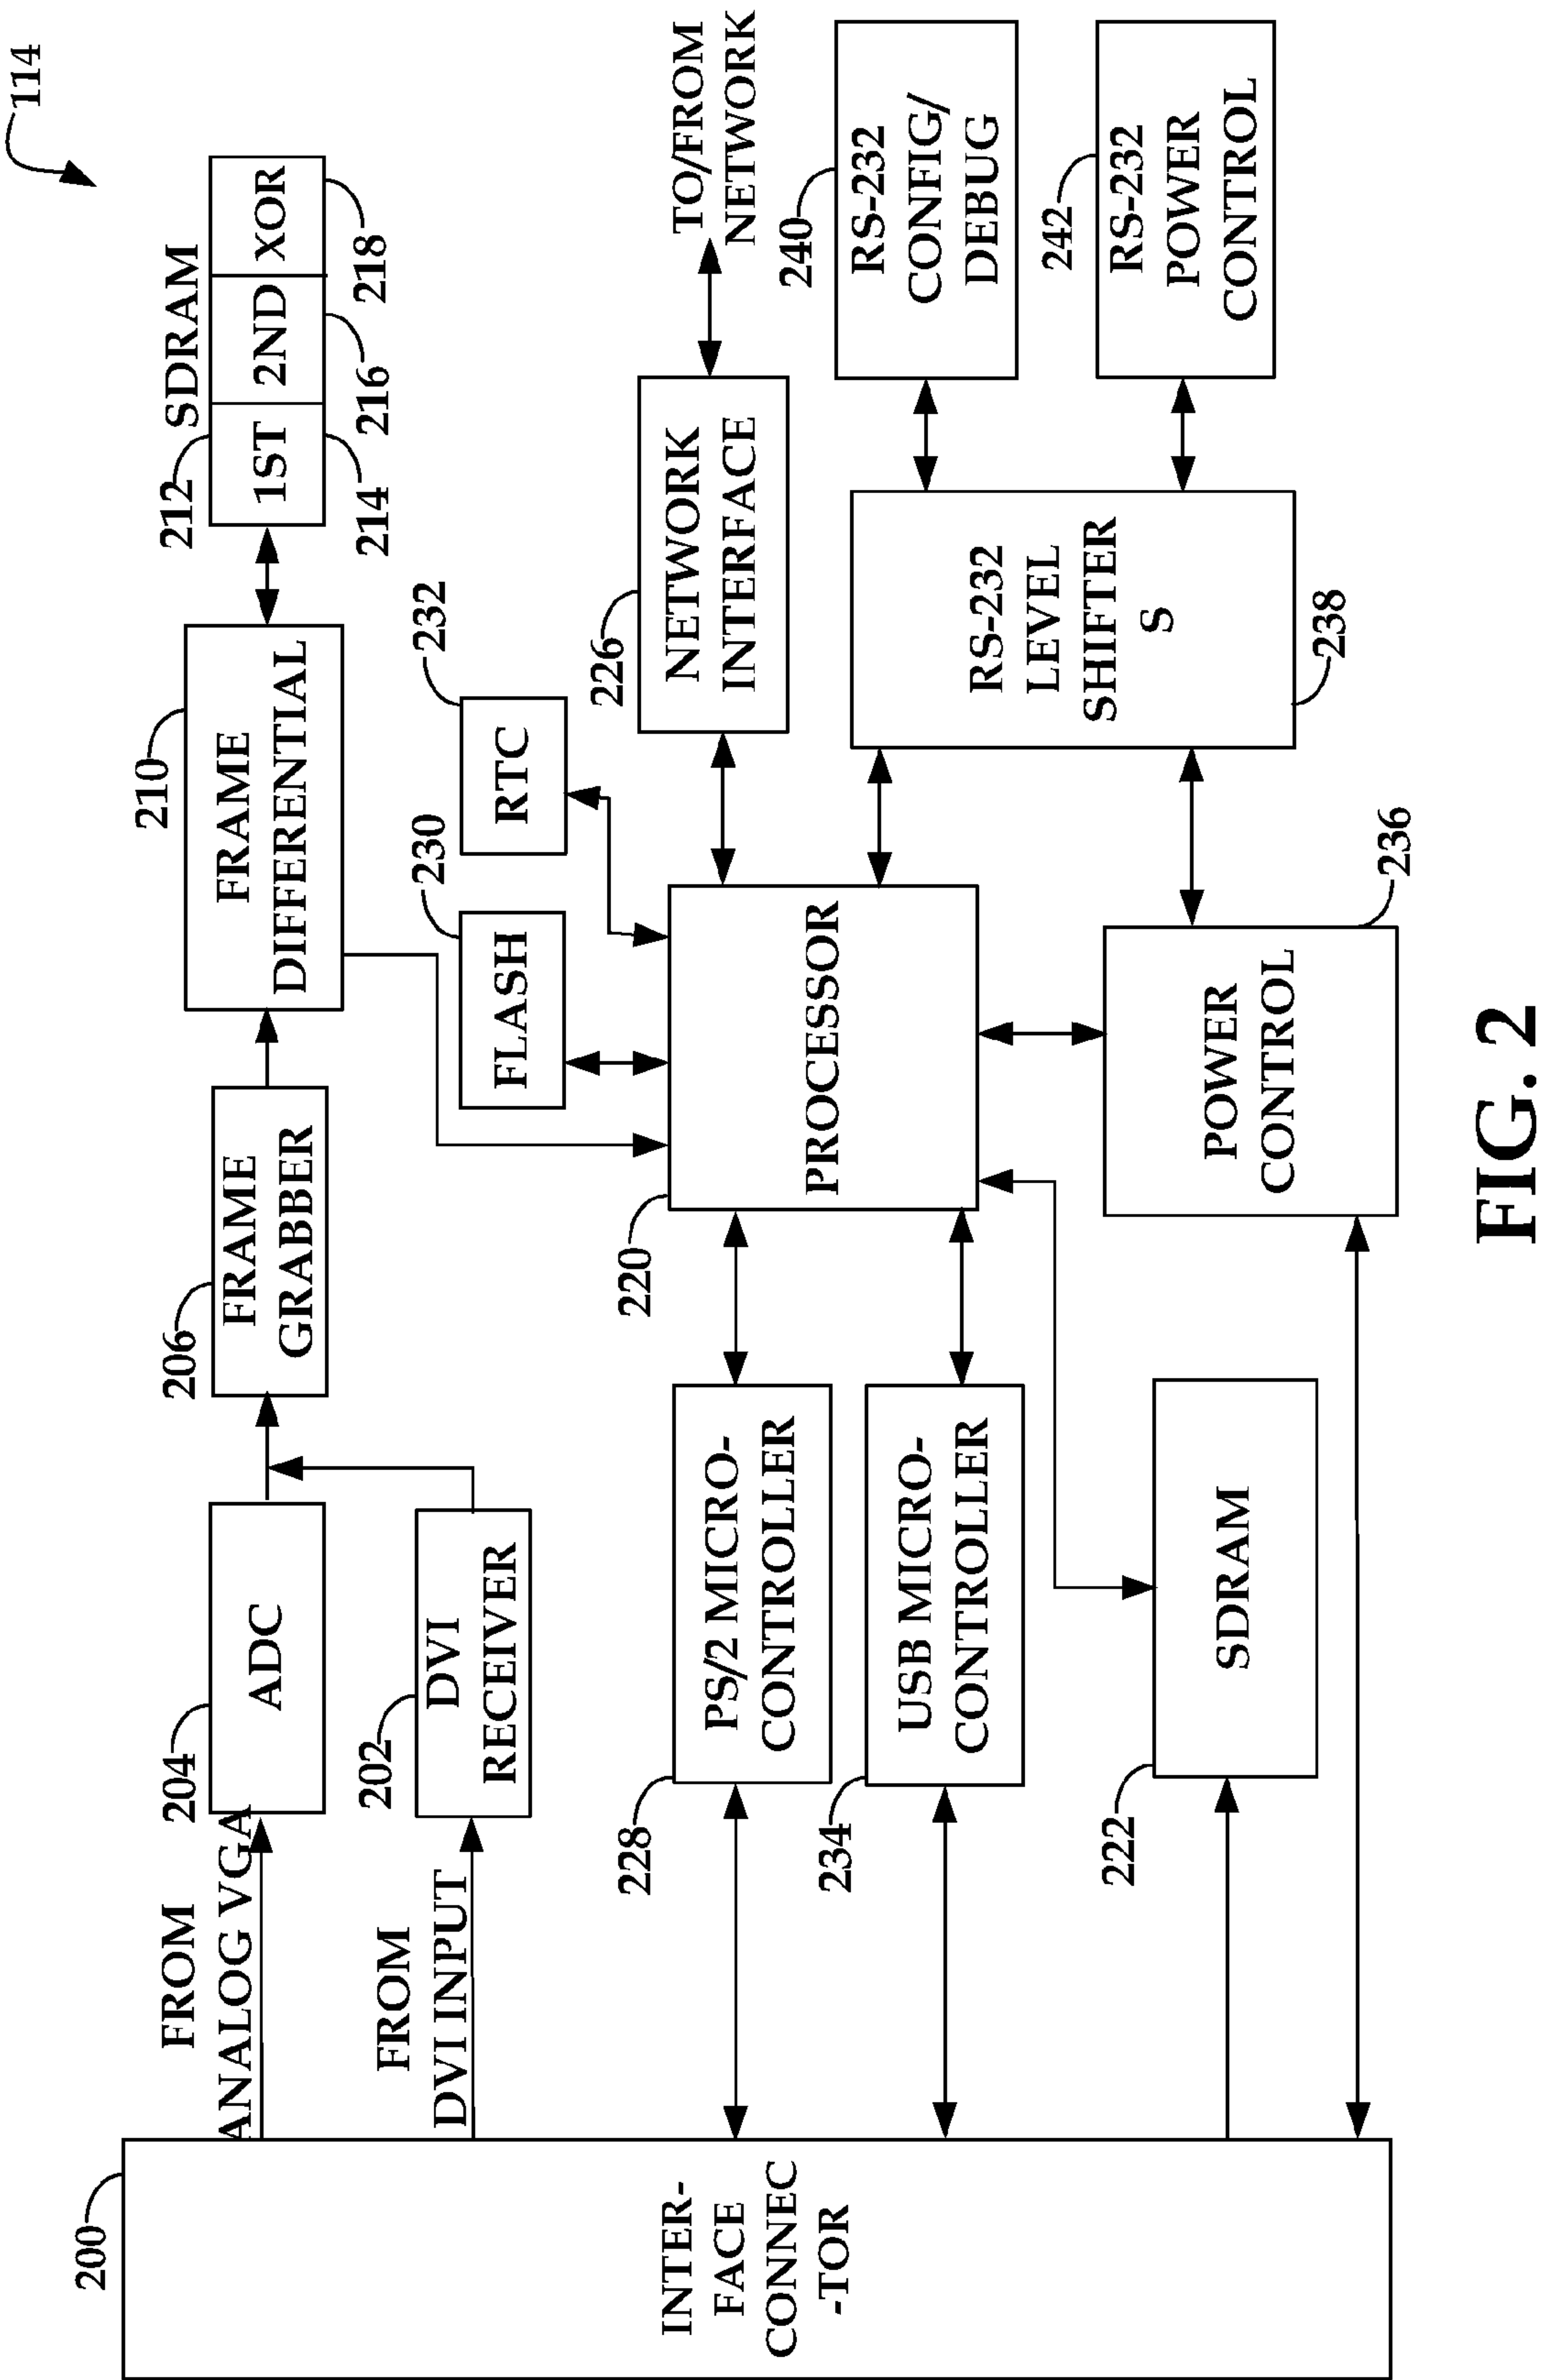 114
SDRAM
212
1ST
2ND
XOR
214
216
218
210
FRAME
DIFFERENTIAL
206
FRAME
GRABBER
204
ADC
FROM
ANALOG VGA
202
DVI
RECEIVER
FROM
DVI INPUT
200
INTER-
FACE
CONNEC
-TOR
230
FLASH
232
RTC
226
NETWORK
INTERFACE
TO/FROM
NETWORK
220
PROCESSOR
228
PS/2 MICRO-
CONTROLLER
234
USB MICRO-
CONTROLLER
222
SDRAM
236
POWER
CONTROL
238
RS-232
LEVEL
SHIFTER
S
240
RS-232
CONFIG/
DEBUG
242
RS-232
POWER
CONTROL
FIG. 2